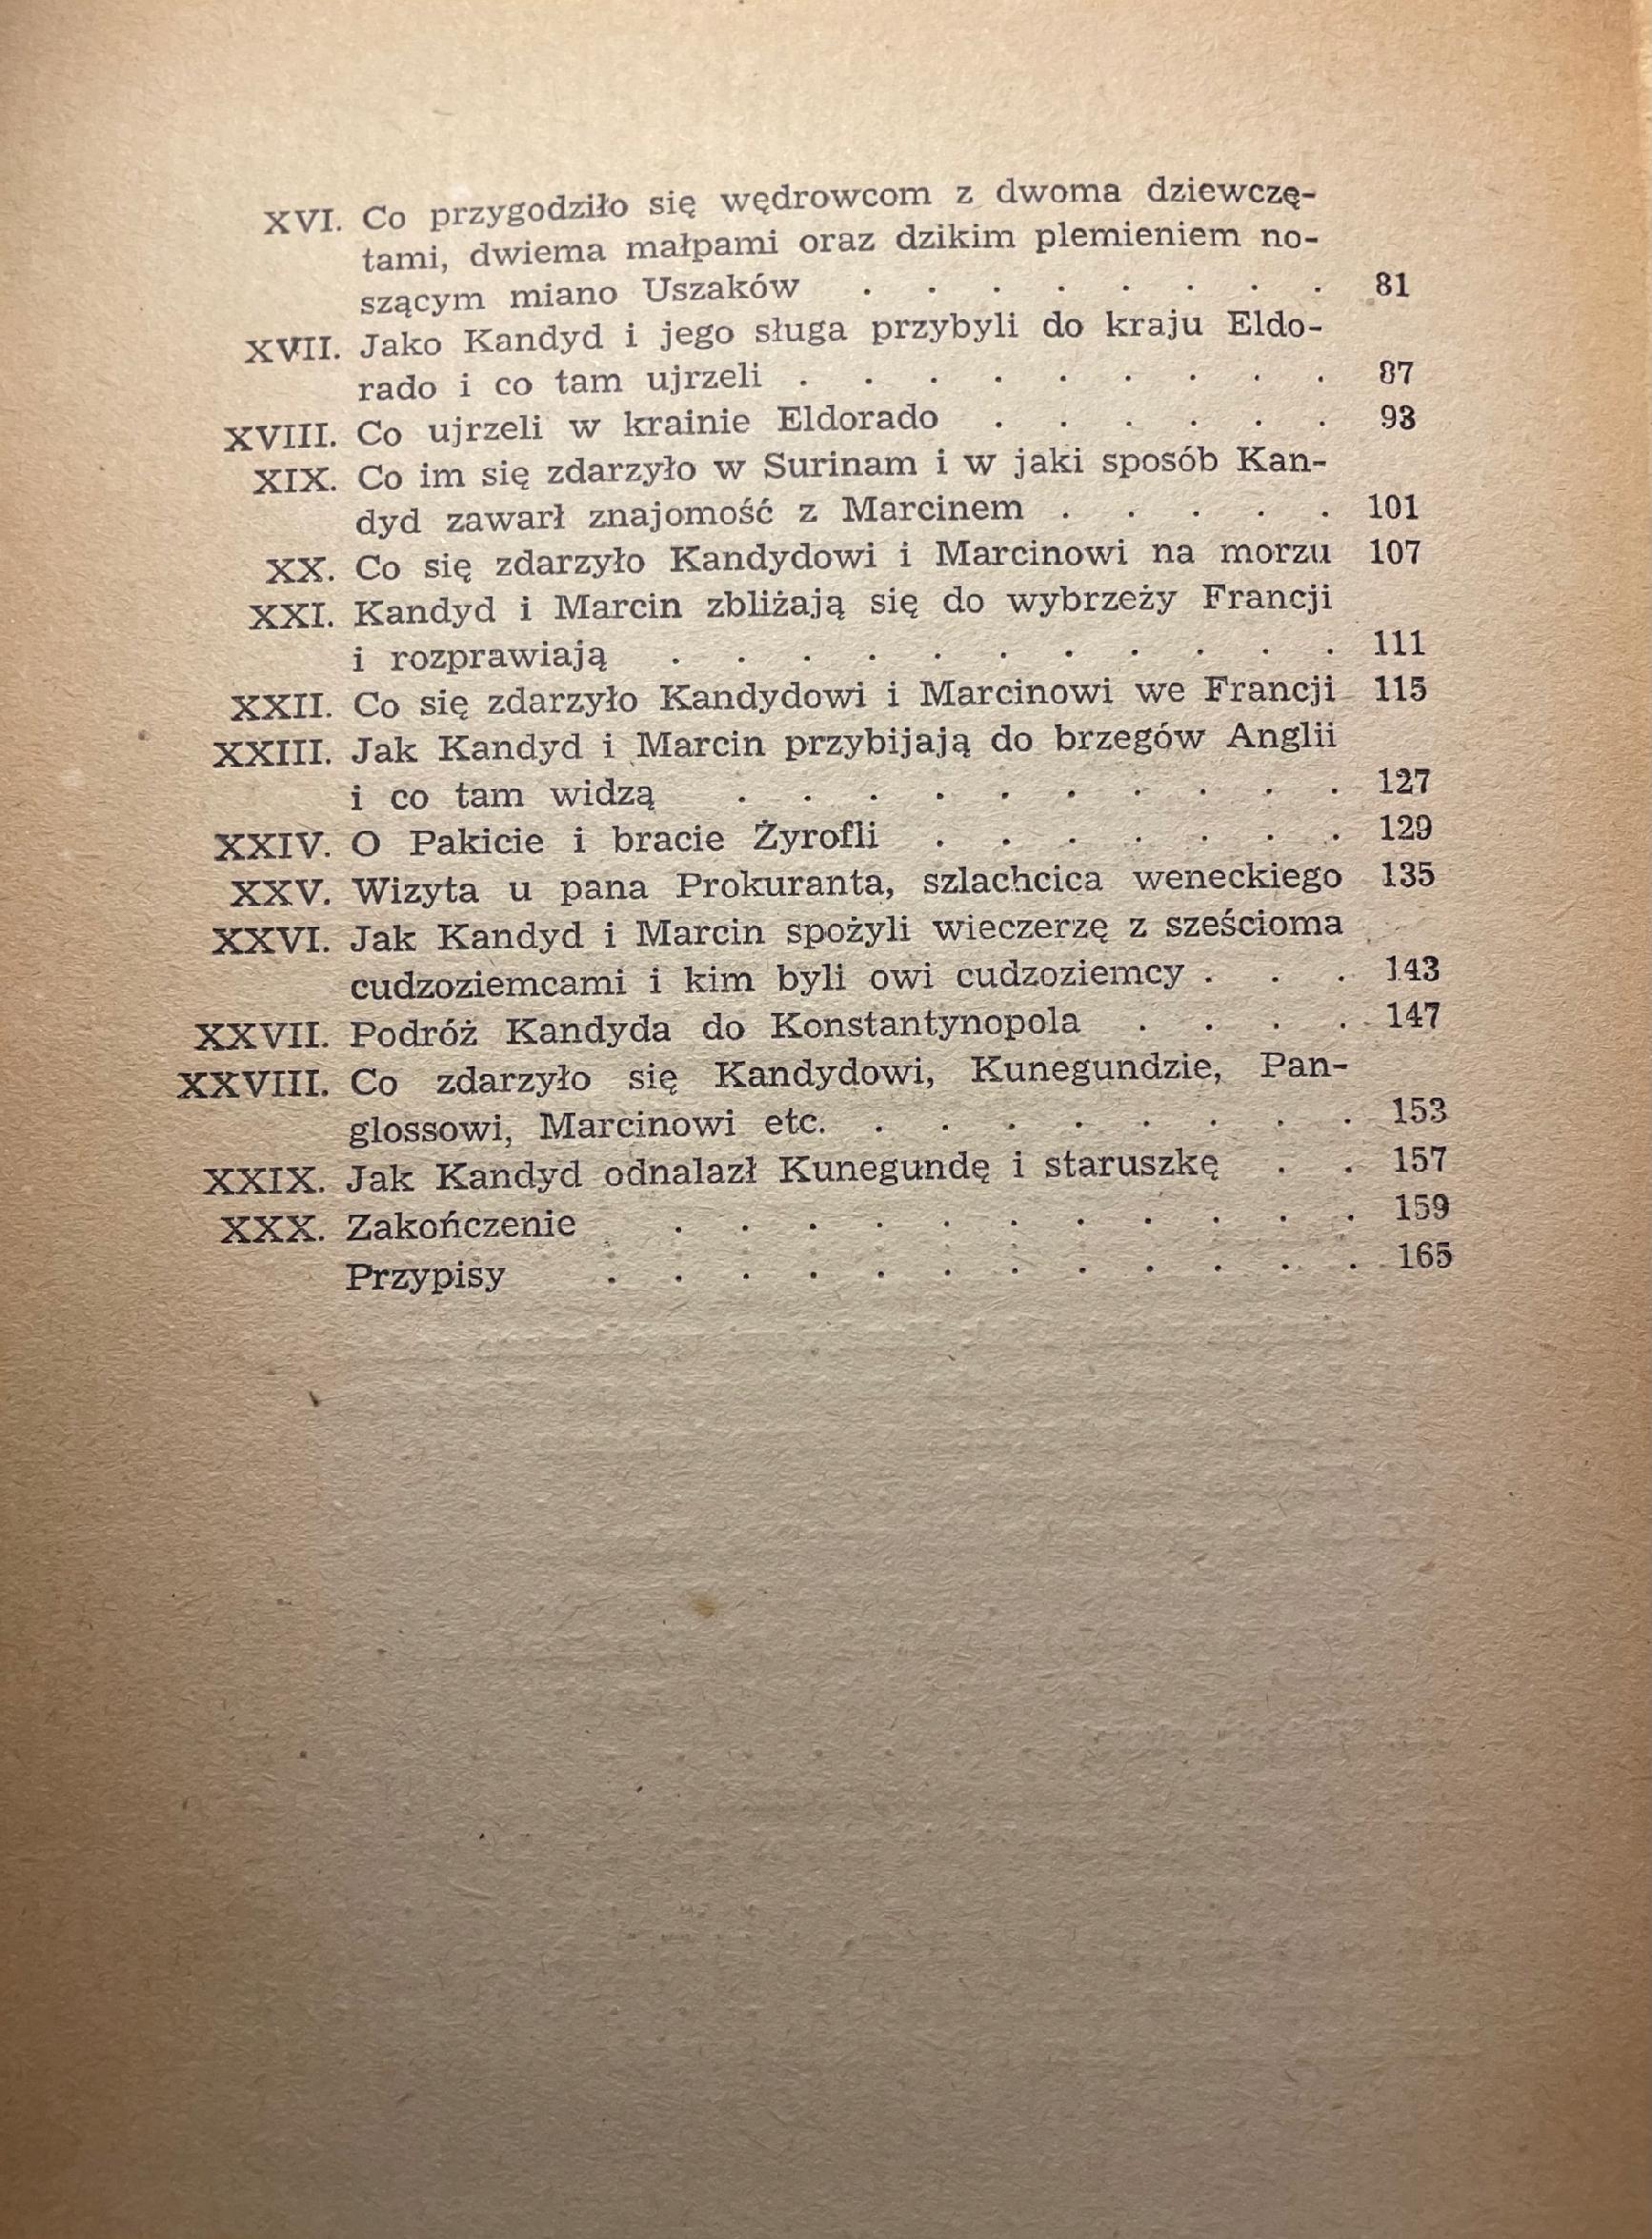 XVI. Co przygodziło się wędrowcom z dwoma dziewczę-
tami, dwiema małpami oraz dzikim plemieniem no-
szącym miano Uszaków . . . . . . . . 81
XVII. Jako Kandyd i jego sługa przybyli do kraju Eldo-
rado i co tam ujrzeli . . . . . . . . . 87
XVIII. Co ujrzeli w krainie Eldorado . . . . . . 93
XIX. Co im się zdarzyło w Surinam i w jaki sposób Kan-
dyd zawarł znajomość z Marcinem . . . . . 101
XX. Co się zdarzyło Kandydowi i Marcinowi na morzu 107
XXI. Kandyd i Marcin zbliżają się do wybrzeży Francji
i rozprawiają . . . . . . . . . . . 111
XXII. Co się zdarzyło Kandydowi i Marcinowi we Francji 115
XXIII. Jak Kandyd i Marcin przybijają do brzegów Anglii
i co tam widzą . . . . . . . . . . 127
XXIV. O Pakicie i bracie Żyrofli . . . . . . . 129
XXV. Wizyta u pana Prokuranta, szlachcica weneckiego 135
XXVI. Jak Kandyd i Marcin spożyli wieczerzę z sześcioma
cudzoziemcami i kim byli owi cudzoziemcy . . . 143
XXVII. Podróż Kandyda do Konstantynopola . . . . 147
XXVIII. Co zdarzyło się Kandydowi, Kunegundzie, Pan-
glossowi, Marcinowi etc. . . . . . . . . 153
XXIX. Jak Kandyd odnalazł Kunegundę i staruszkę . . 157
XXX. Zakończenie . . . . . . . . . . . 159
Przypisy . . . . . . . . . . . . 165